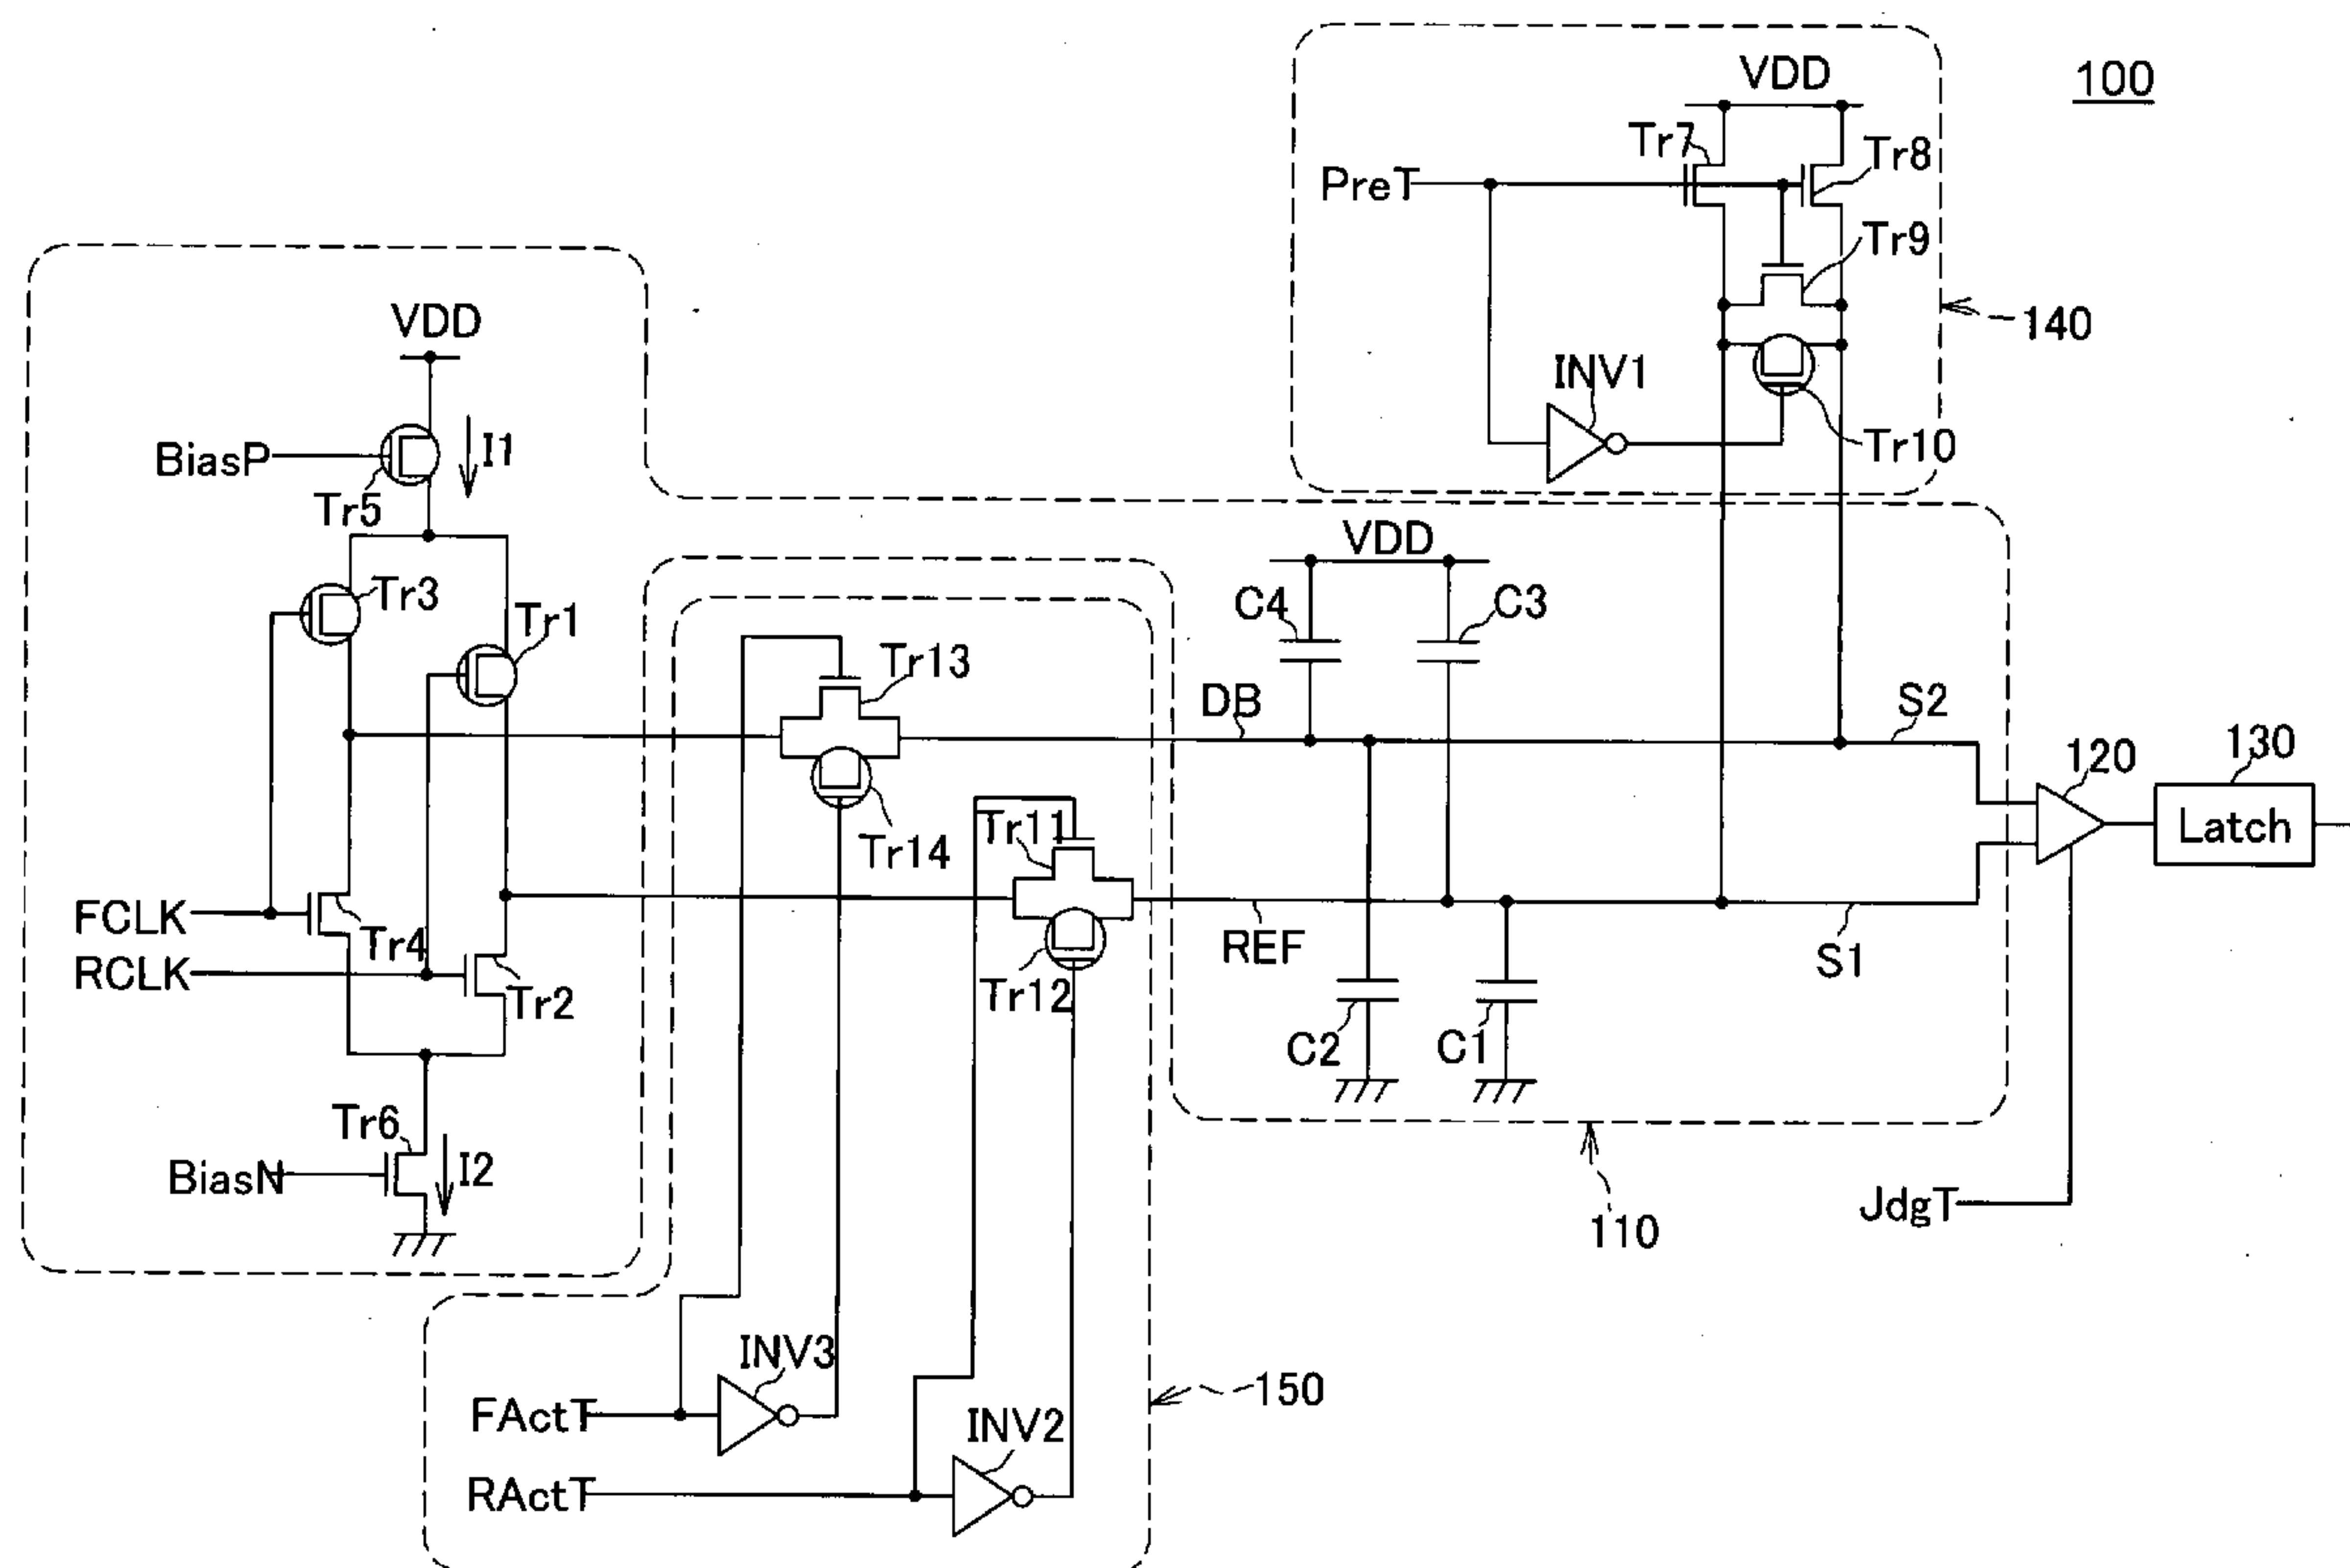 100
VDD
Tr7
Tr8
PreT
Tr9
140
INV1
Tr10
VDD
BiasP
I1
Tr5
VDD
Tr3
C4
C3
Tr1
Tr13
DB
S2
120
130
Latch
Tr14
Tr11
FCLK
Tr4
REF
S1
RCLK
Tr2
Tr12
C2
C1
Tr6
BiasN
I2
JdgT
110
INV3
FActT
150
INV2
RActT